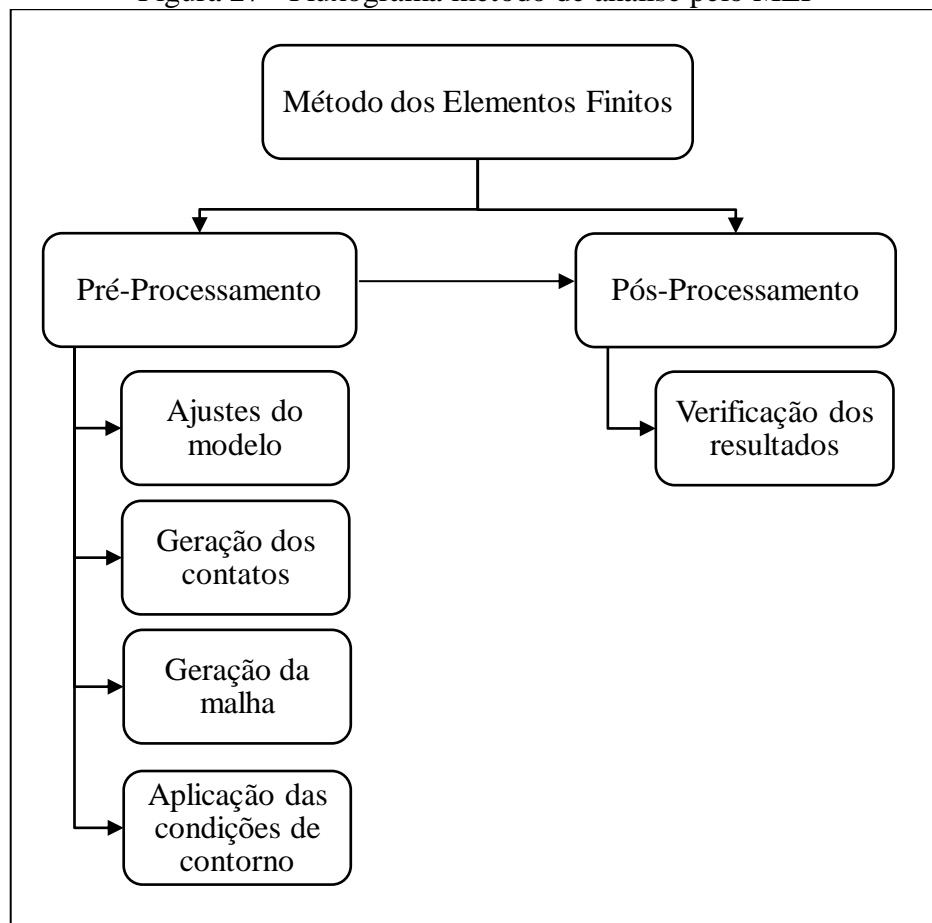 Método dos Elementos Finitos
Pré-Processamento
Pós-Processamento
Ajustes do
modelo
Verificação dos
resultados
Geração dos
contatos
Geração da
malha
Aplicação das
condições de
contorno